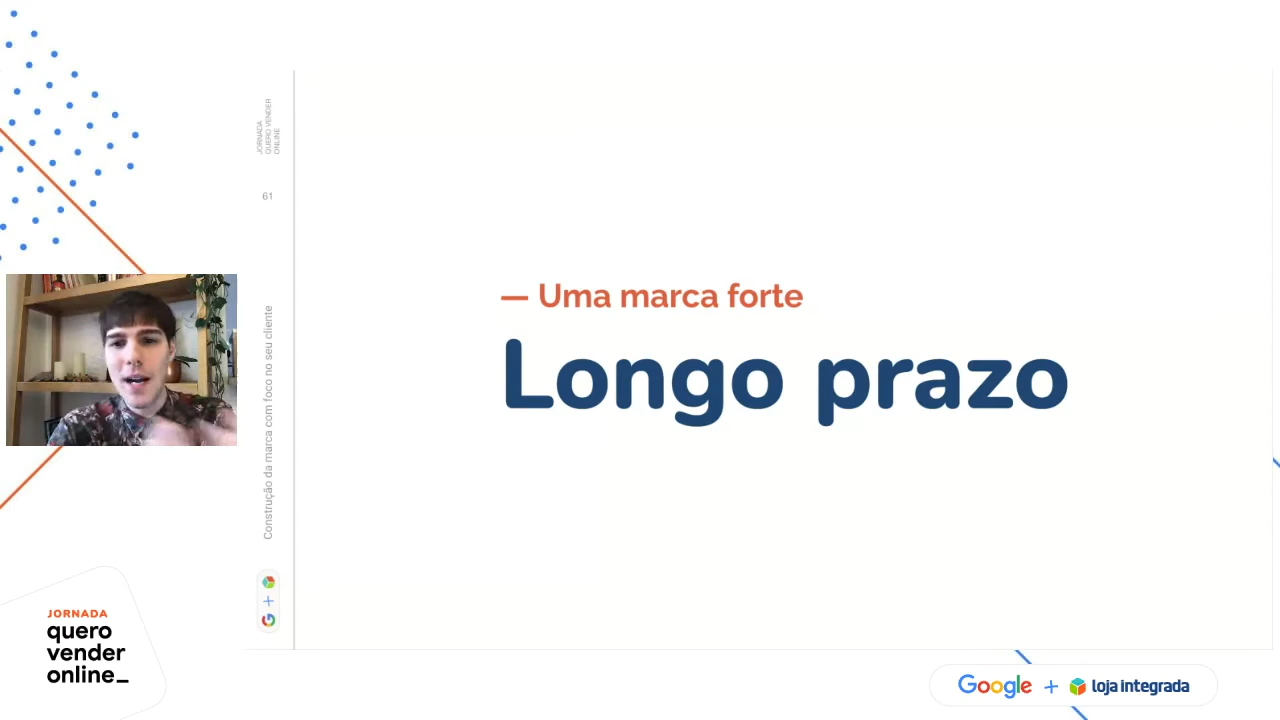 JORNADA
QUERO VENDER
ONLINE
61
Construção da marca com foco no seu cliente
— Uma marca forte
Longo prazo
JORNADA
quero
vender
online_
Google + loja integrada